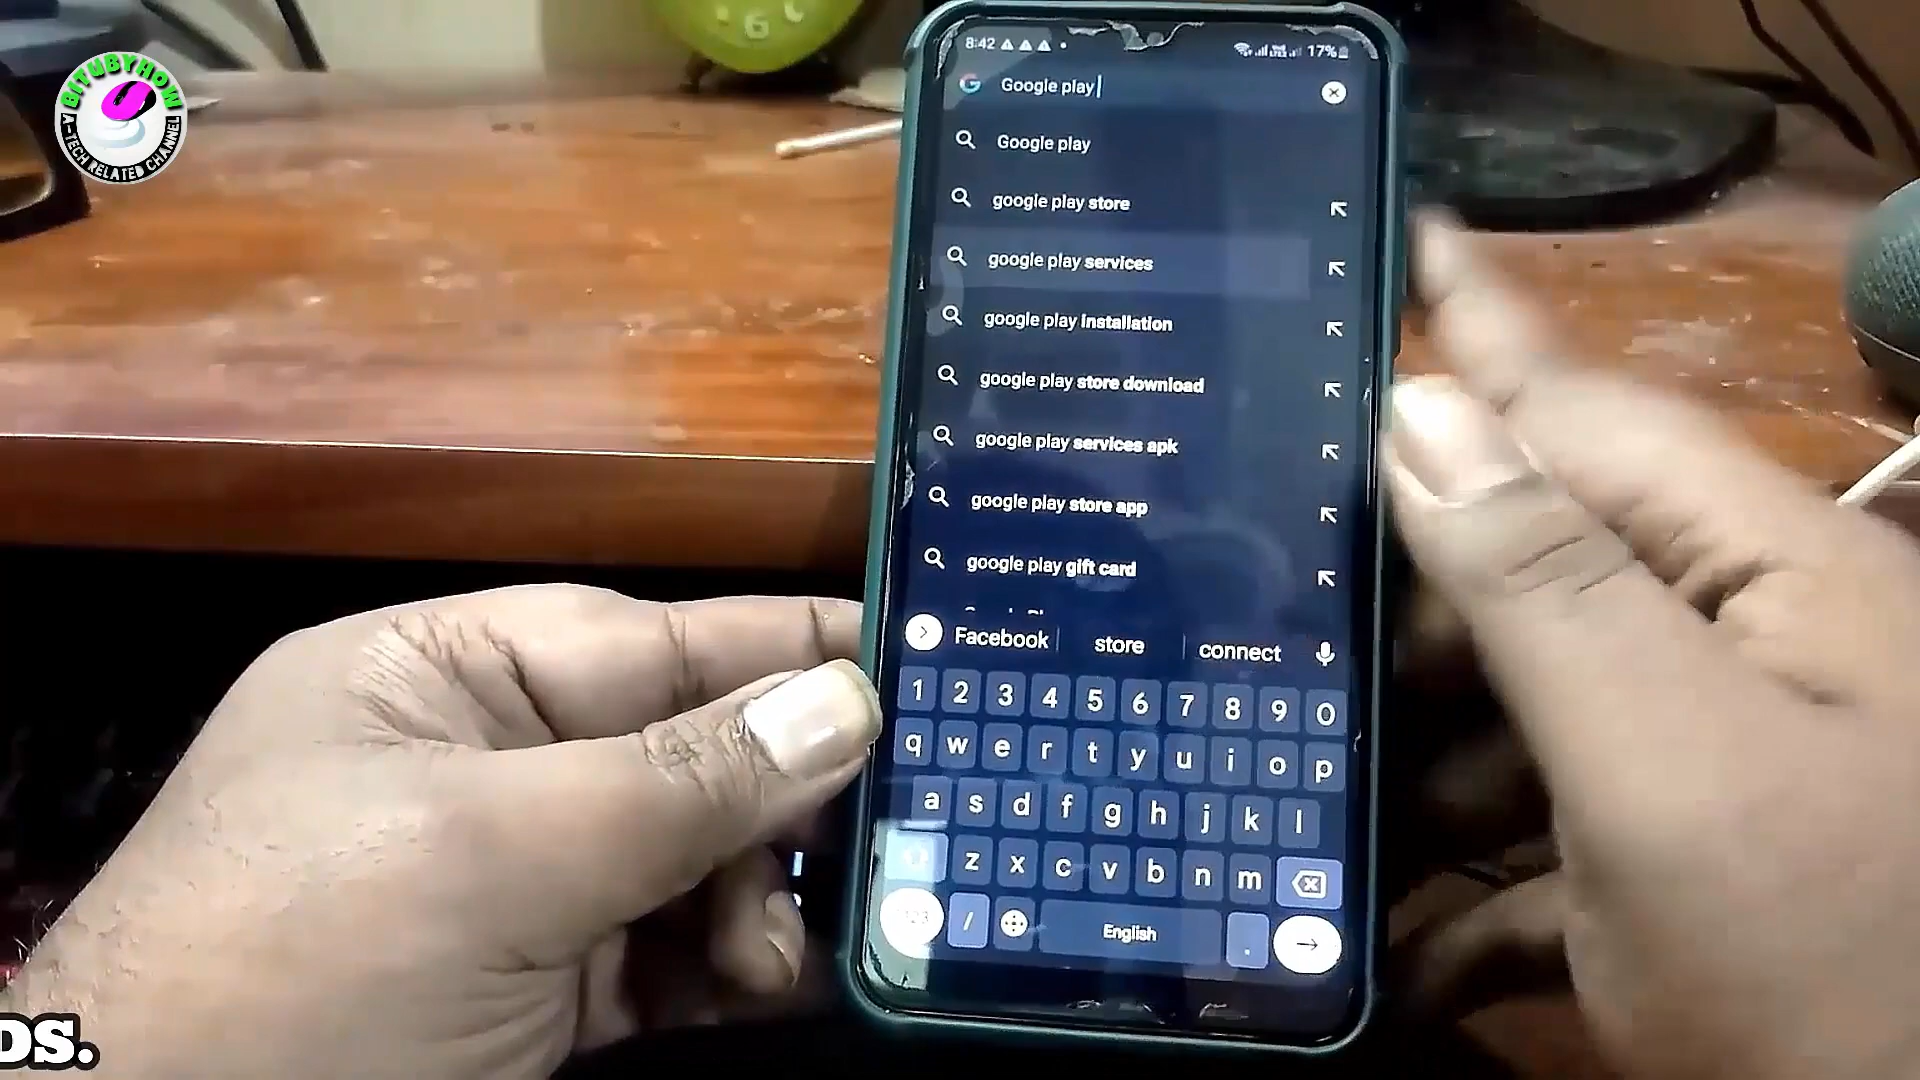 BITUBYHOW
A-TECH RELATED CHANNEL
6
8:42
17%
Google play
Google play
google play store
google play services
google play installation
google play store download
google play services apk
google play store app
google play gift card
Facebook store connect
1 2 3 4 5 6 7 8 9 0
q w e r t y u i o p
a s d f g h j k l
z x c v b n m
?123 / English .
DS.